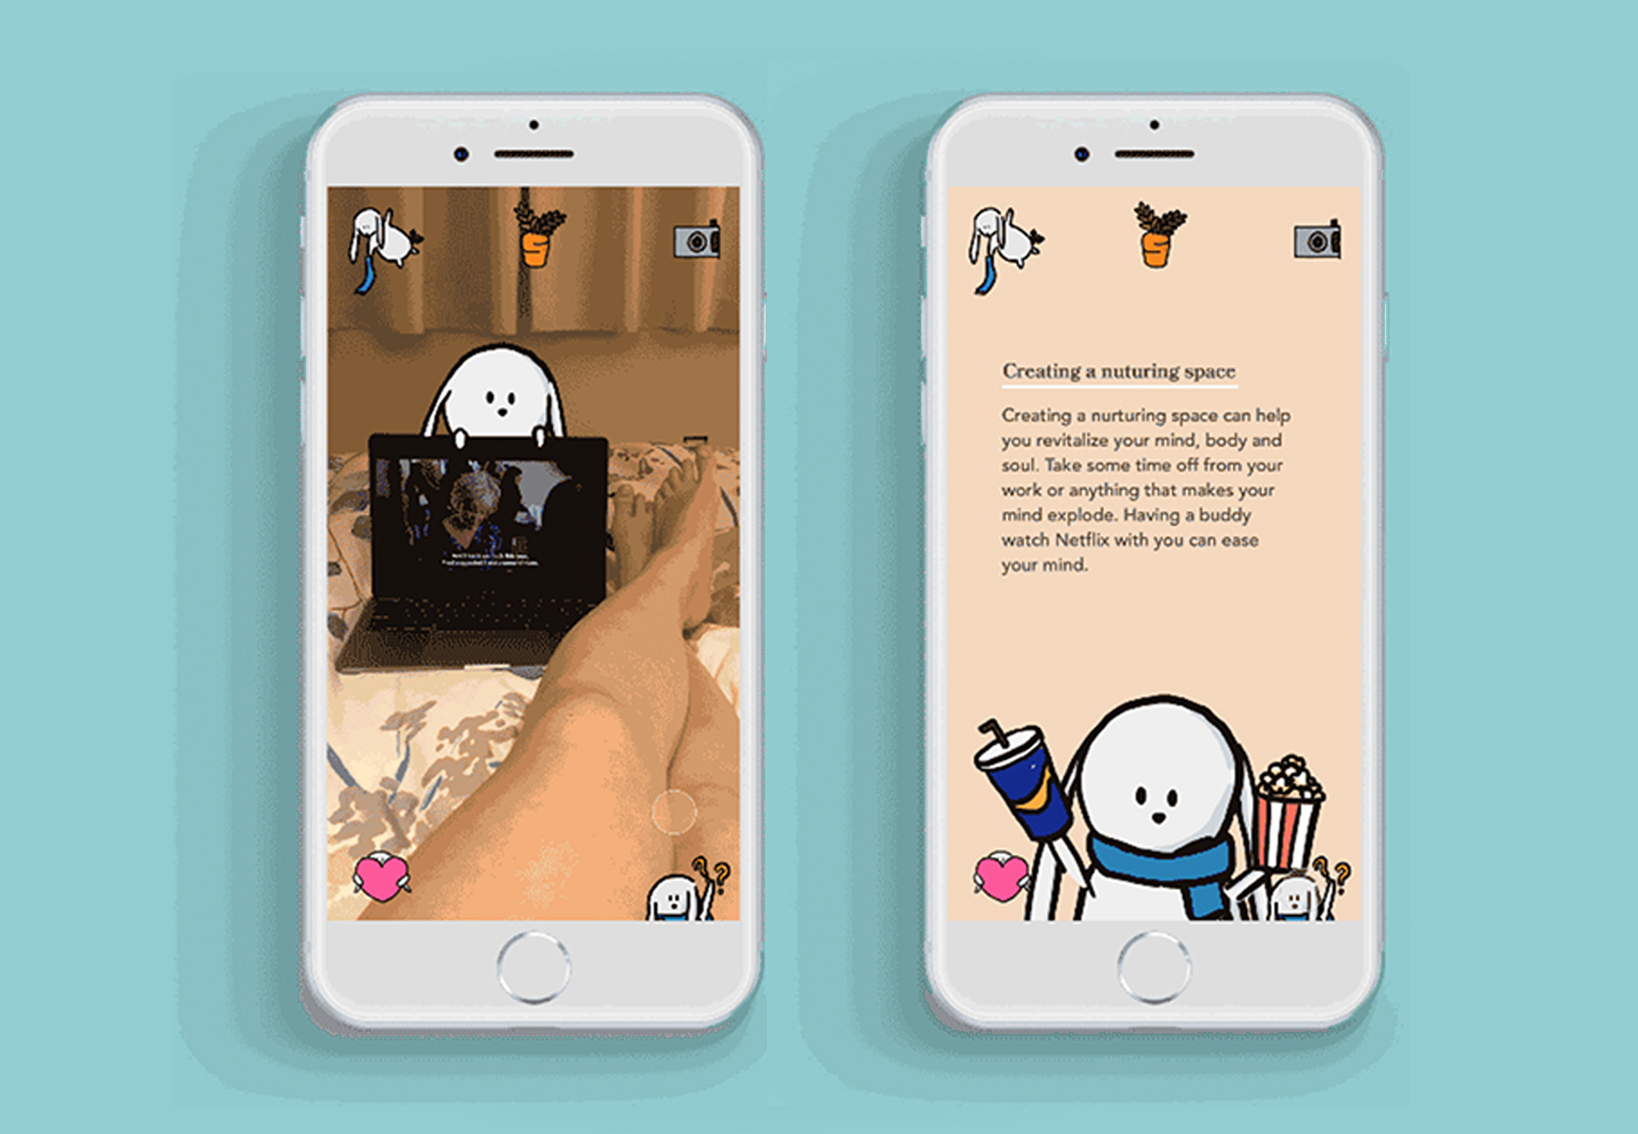 Creating a nuturing space
Creating a nurturing space can help
you revitalize your mind, body and
soul. Take some time off from your
work or anything that makes your
mind explode. Having a buddy
watch Netflix with you can ease
your mind.
? ?
? ?